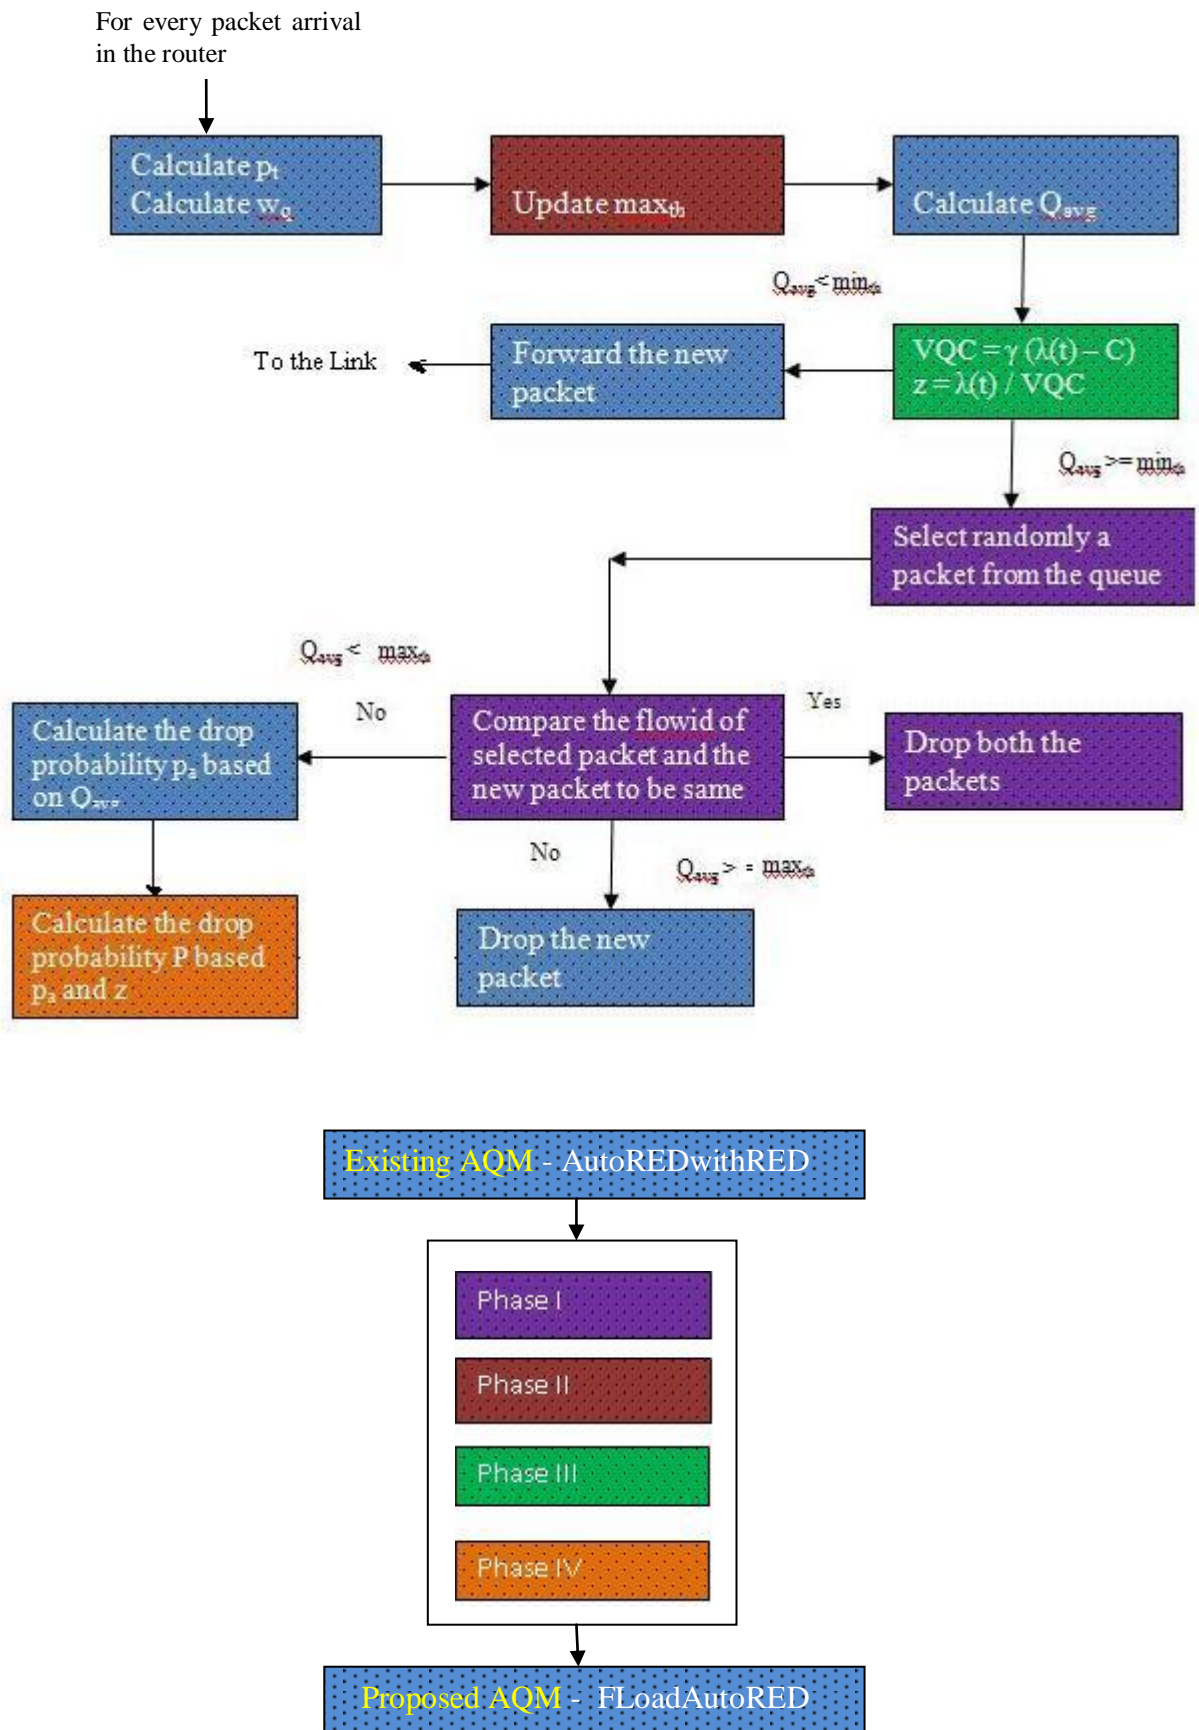 For every packet arrival
in the router
Calculate pt
Calculate wq
Update maxth
Calculate Qavg
Qavg< minth
To the Link
Forward the new
packet
VQC = γ (λ(t) – C)
z = λ(t) / VQC
Qavg >= minth
Select randomly a
packet from the queue
Qavg < maxth
No
Yes
Calculate the drop
probability pa based
on Qavg
Compare the flowid of
selected packet and the
new packet to be same
Drop both the
packets
No
Qavg > = maxth
Calculate the drop
probability P based
pa and z
Drop the new
packet
Existing AQM - AutoREDwithRED
Phase I
Phase II
Phase III
Phase IV
Proposed AQM - FLoadAutoRED